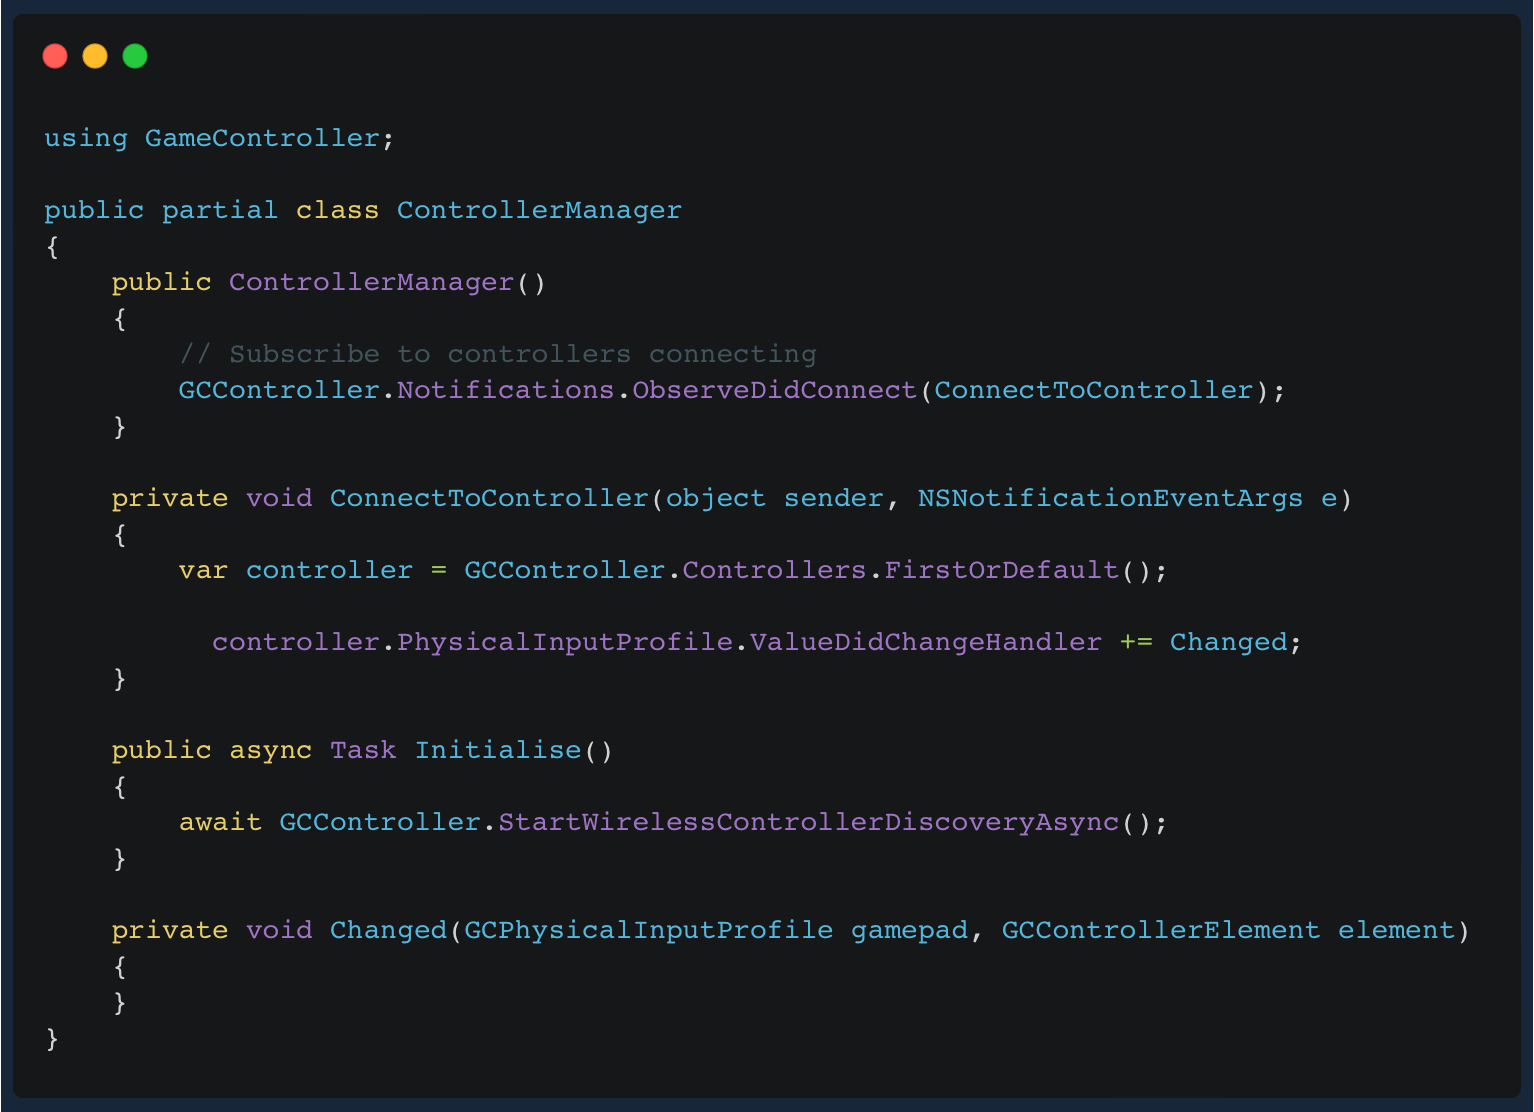 using GameController;

public partial class ControllerManager
{
    public ControllerManager()
    {
        // Subscribe to controllers connecting
        GCController.Notifications.ObserveDidConnect(ConnectToController);
    }

    private void ConnectToController(object sender, NSNotificationEventArgs e)
    {
        var controller = GCController.Controllers.FirstOrDefault();

          controller.PhysicalInputProfile.ValueDidChangeHandler += Changed;
    }

    public async Task Initialise()
    {
        await GCController.StartWirelessControllerDiscoveryAsync();
    }

    private void Changed(GCPhysicalInputProfile gamepad, GCControllerElement element)
    {
    }
}